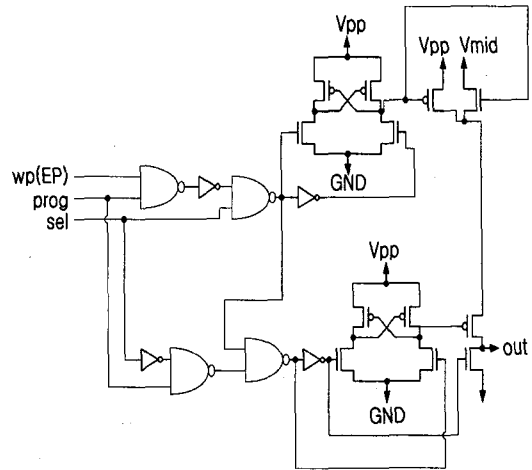 Vpp
Vpp Vmid
GND
wp(EP)
prog
sel
Vpp
out
GND